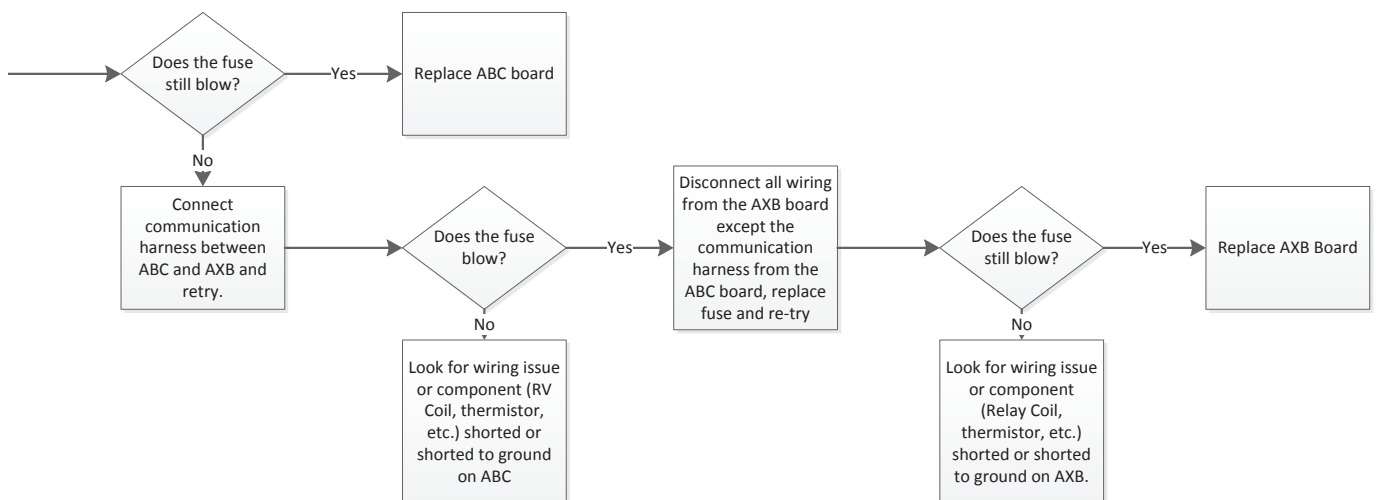 Does the fuse
still blow?
Yes
Replace ABC board
No
Connect
communication
harness between
ABC and AXB and
retry.
Does the fuse
blow?
Yes
Disconnect all wiring
from the AXB board
except the
communication
harness from the
ABC board, replace
fuse and re-try
Does the fuse
still blow?
Yes
Replace AXB Board
No
Look for wiring issue
or component (RV
Coil, thermistor,
etc.) shorted or
shorted to ground
on ABC
No
Look for wiring issue
or component
(Relay Coil,
thermistor, etc.)
shorted or shorted
to ground on AXB.